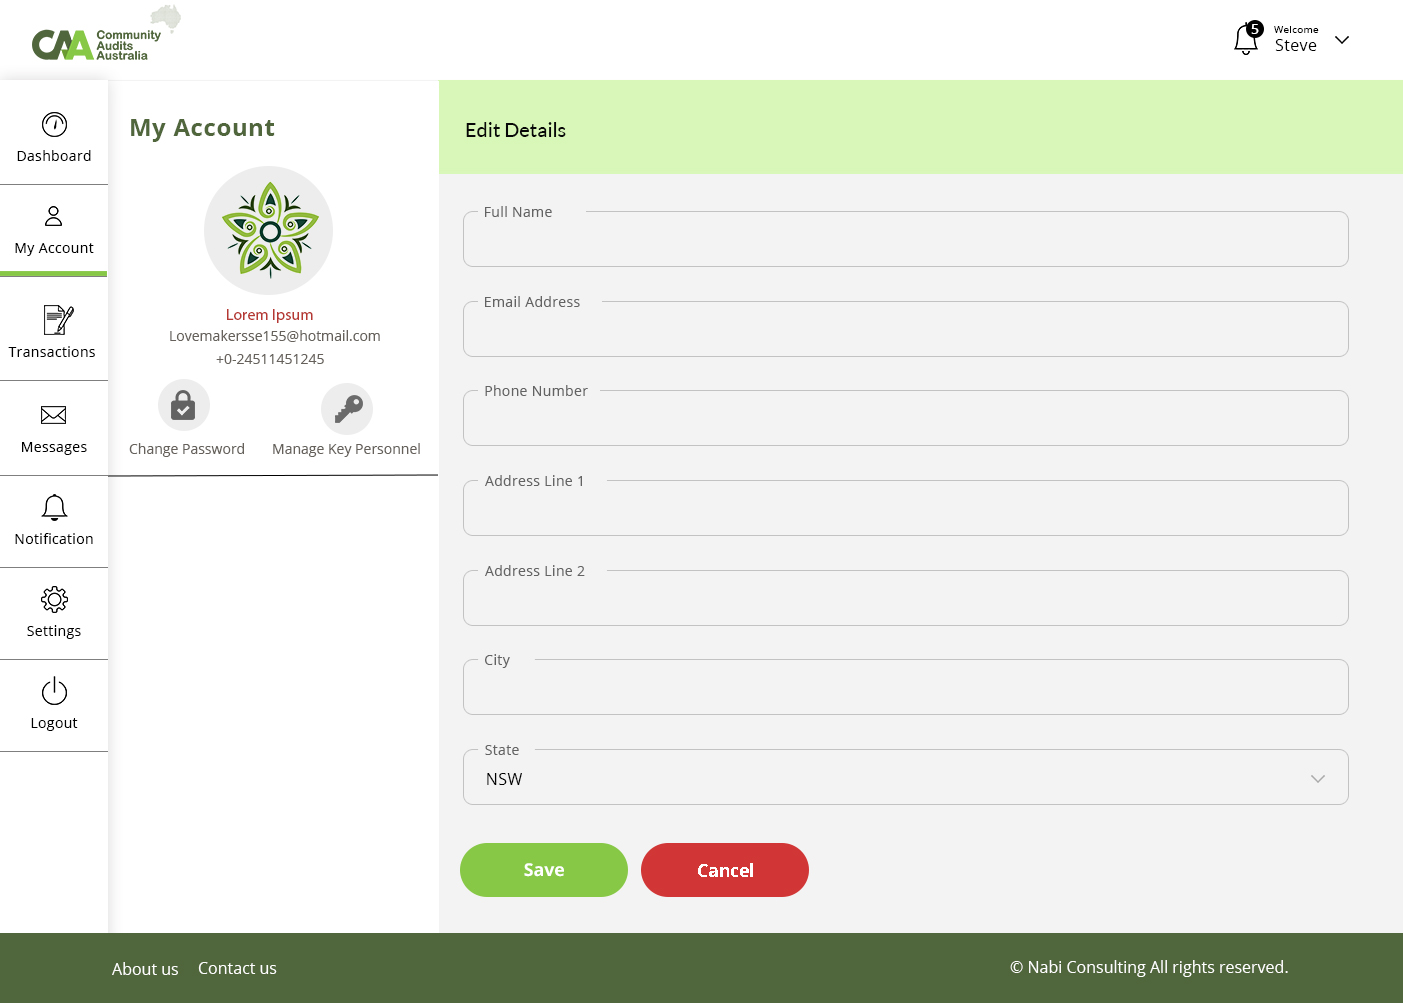 CAA Community
Audits
Australia
5
Welcome
Steve
Dashboard
My Account
Transactions
Messages
Notification
Settings
Logout
My Account
Lorem Ipsum
Lovemakersse155@hotmail.com
+0-24511451245
Change Password
Manage Key Personnel
Edit Details
Full Name
Email Address
Phone Number
Address Line 1
Address Line 2
City
State
NSW
Save
Cancel
About us
Contact us
© Nabi Consulting All rights reserved.